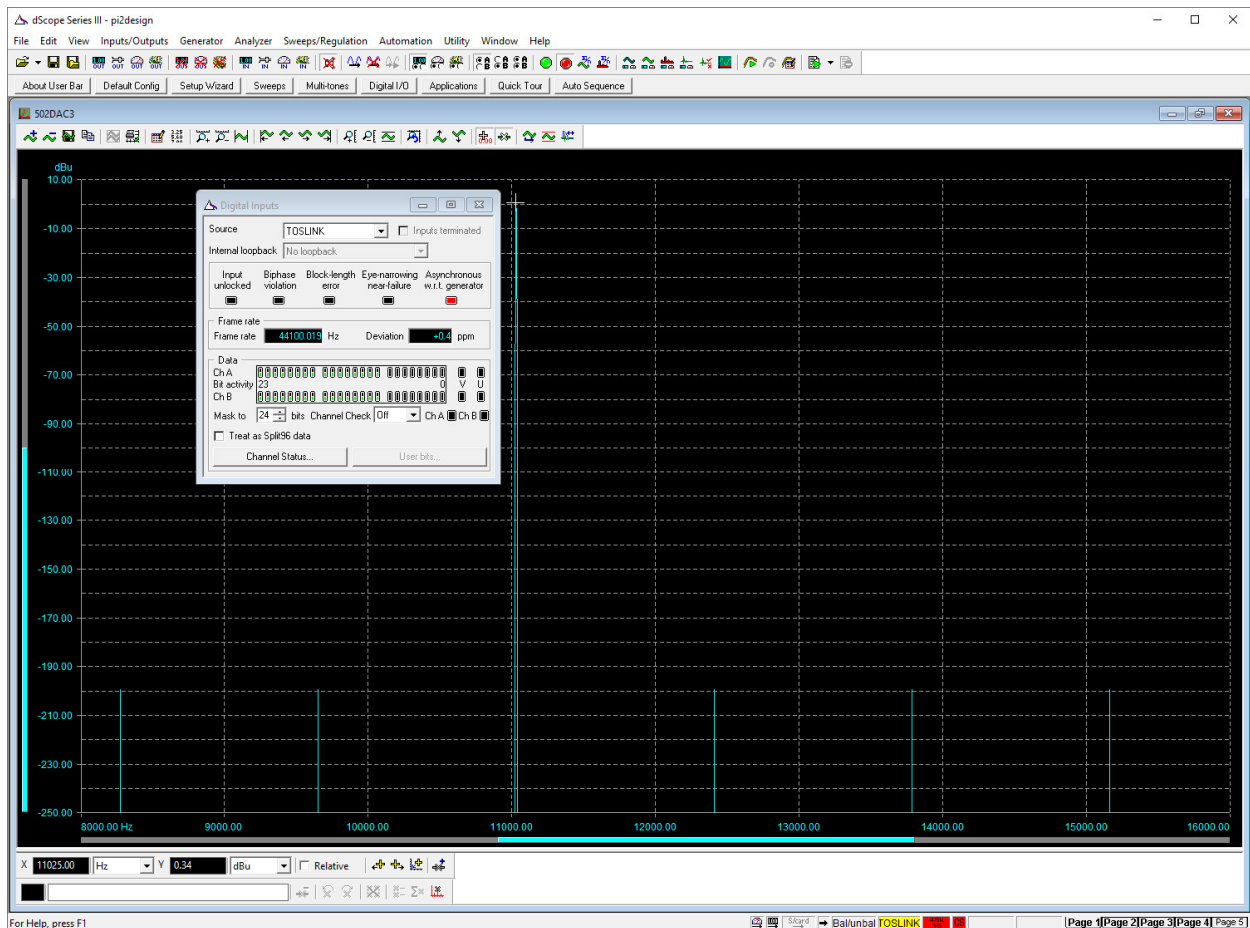 dScope Series III - pi2design
File Edit View Inputs/Outputs Generator Analyzer Sweeps/Regulation Automation Utility Window Help
About User Bar Default Config Setup Wizard Sweeps Multi-tones Digital I/O Applications Quick Tour Auto Sequence
502DAC3
dBu
10.00
-10.00
-30.00
-50.00
-70.00
-90.00
-110.00
-130.00
-150.00
-170.00
-190.00
-210.00
-230.00
-250.00
8000.00 Hz 9000.00 10000.00 11000.00 12000.00 13000.00 14000.00 15000.00 16000.00
Digital Inputs
Source TOSLINK Inputs terminated
Internal loopback No loopback
Input unlocked
Biphase violation
Block-length error
Eye-narrowing near-failure
Asynchronous w.r.t. generator
Frame rate
Frame rate 44100.019 Hz Deviation +0.4 ppm
Data
Ch A
Bit activity 23 0 V U
Ch B
Mask to 24 bits Channel Check Off Ch A Ch B
Treat as Split96 data
Channel Status... User bits...
X 11025.00 Hz Y 0.34 dBu Relative
For Help, press F1
S/card Bal/unbal TOSLINK CS Page 1 Page 2 Page 3 Page 4 Page 5